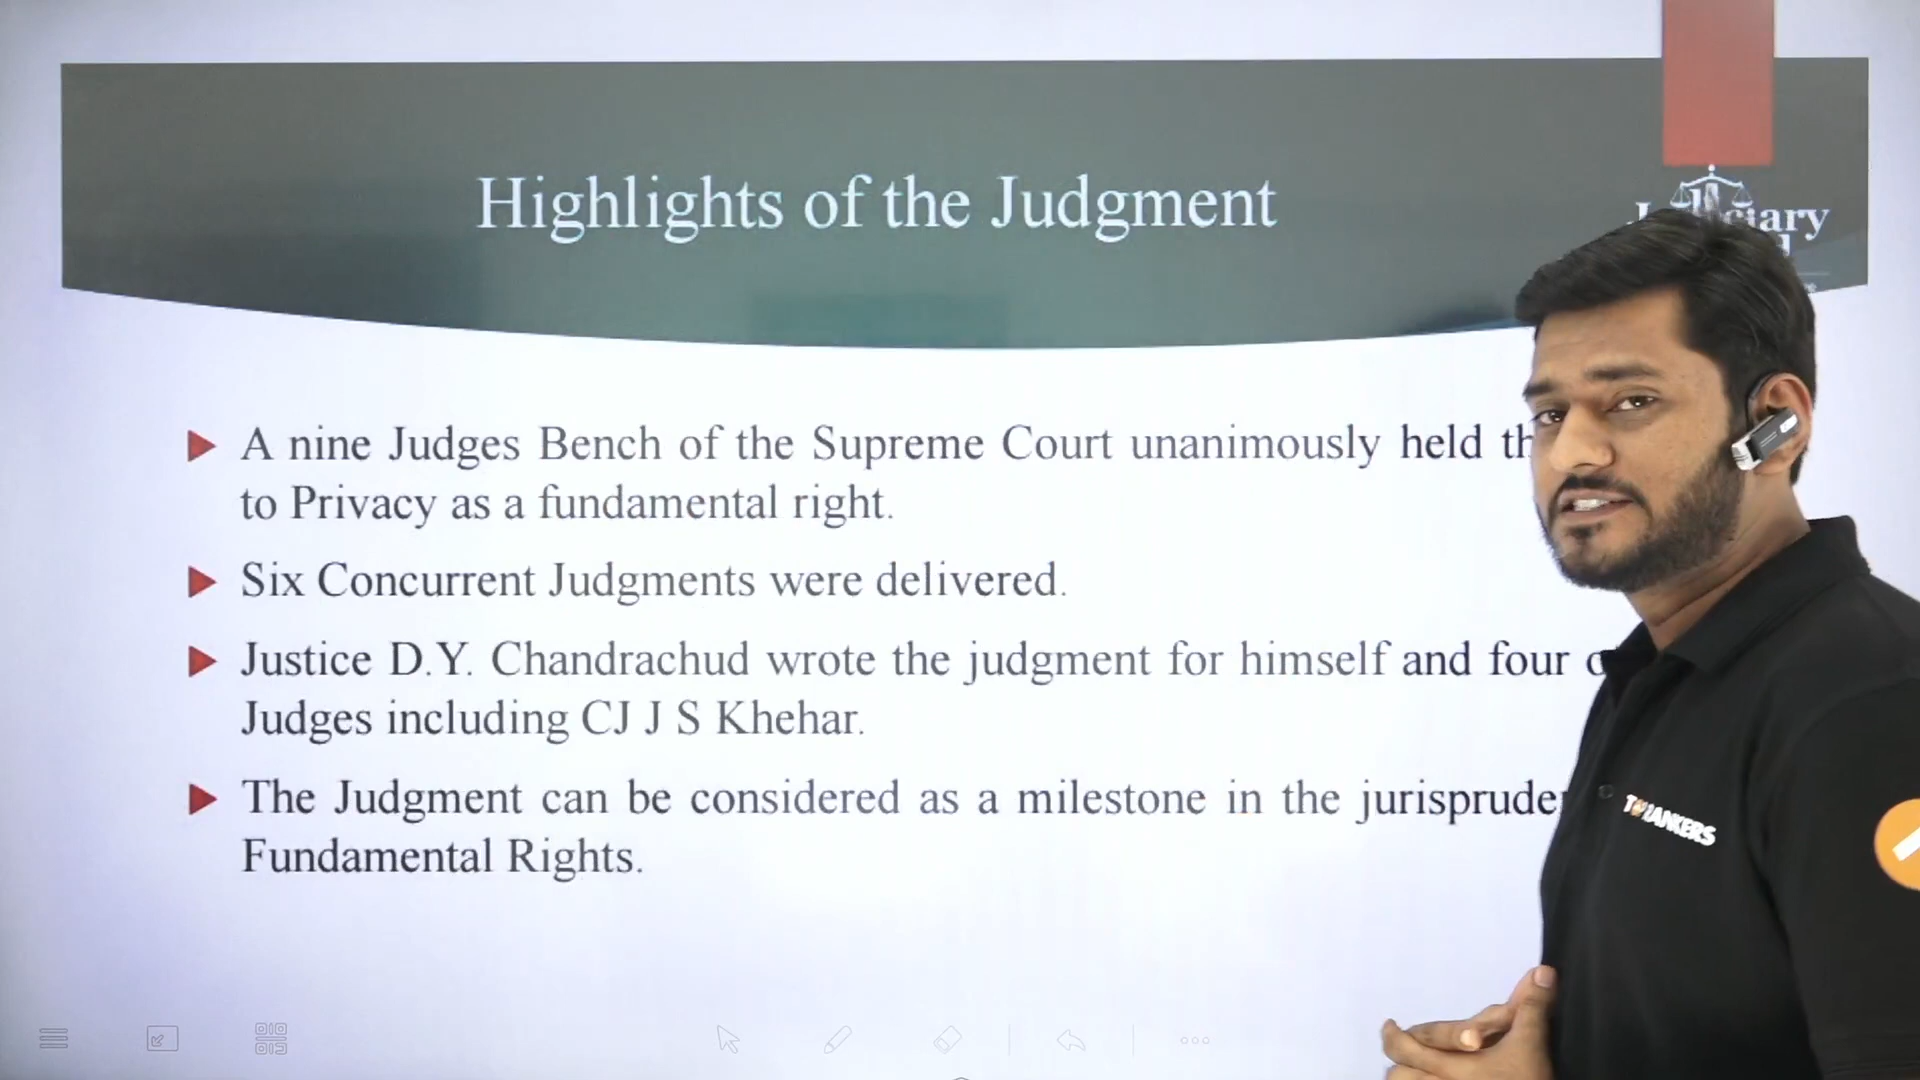 Highlights of the Judgment
A nine Judges Bench of the Supreme Court unanimously held
to Privacy as a fundamental right.
Six Concurrent Judgments were delivered.
Justice D.Y. Chandrachud wrote the judgment for himself and four
Judges including CJ J S Khehar.
The Judgment can be considered as a milestone in the
Fundamental Rights.
TOPRANKERS